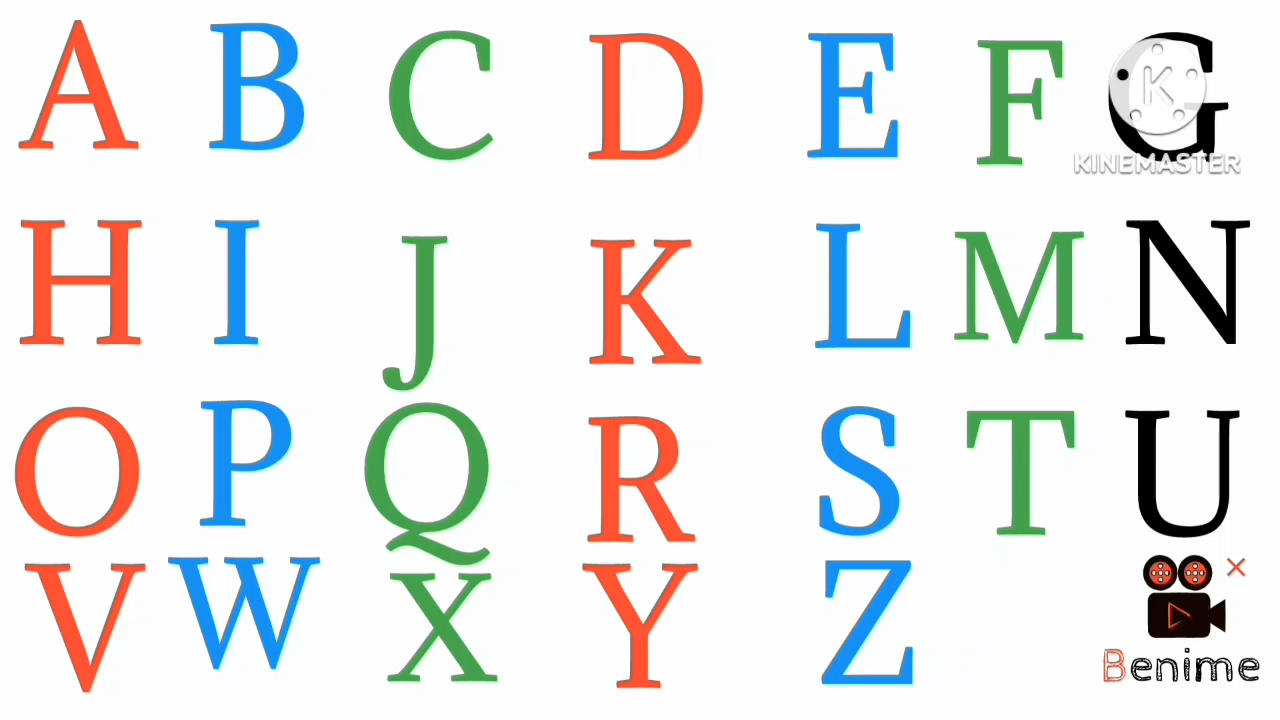 A B C D E F G
K
KINEMASTER
H I J K L M N
O P Q R S T U
V W X Y Z
Benime